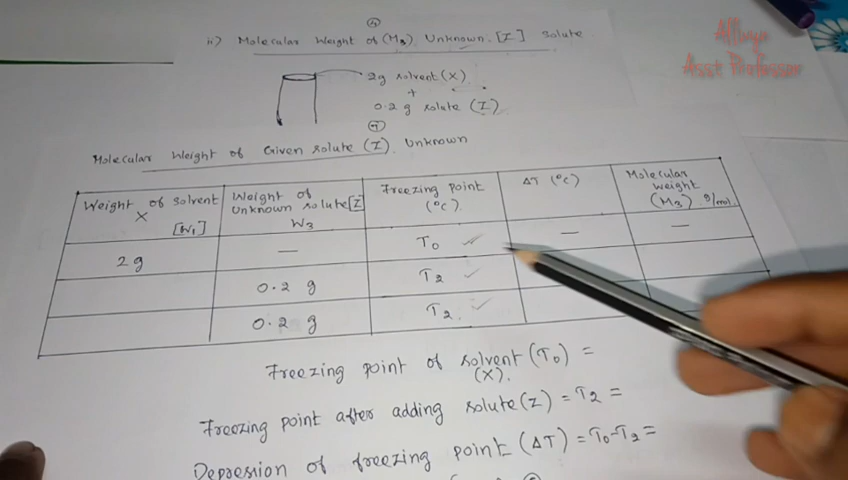 ④
ii) Molecular Weight of (M3) Unknown [Z] Solute
2g solvent (X)
+
0.2 g solute (Z)
Molecular Weight of Given solute (Z) Unknown
Weight of solvent X [W1]
Weight of Unknown solute [Z] W3
Freezing point (°C)
ΔT (°C)
Molecular weight (M3) g/mol.
2g
—
T0
—
—
0.2 g
T2
0.2 g
T2
Freezing point of solvent (T0) =
(X).
Freezing point after adding solute (Z) = T2 =
Depression of freezing point (ΔT) = T0-T2 =
Asst Professor